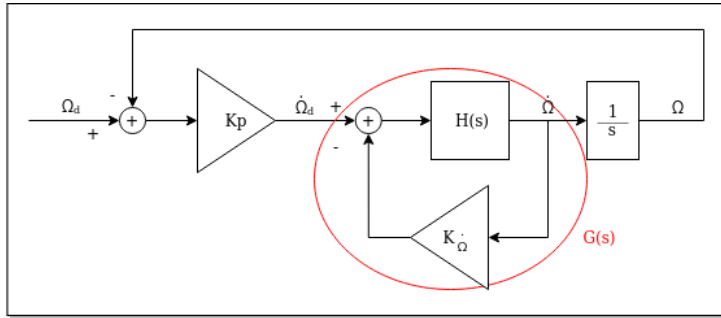 -
Ω_d
+
+
Kp
Ω̇_d
+
-
+
H(s)
Ω̇
1
s
Ω
K_Ω̇
G(s)